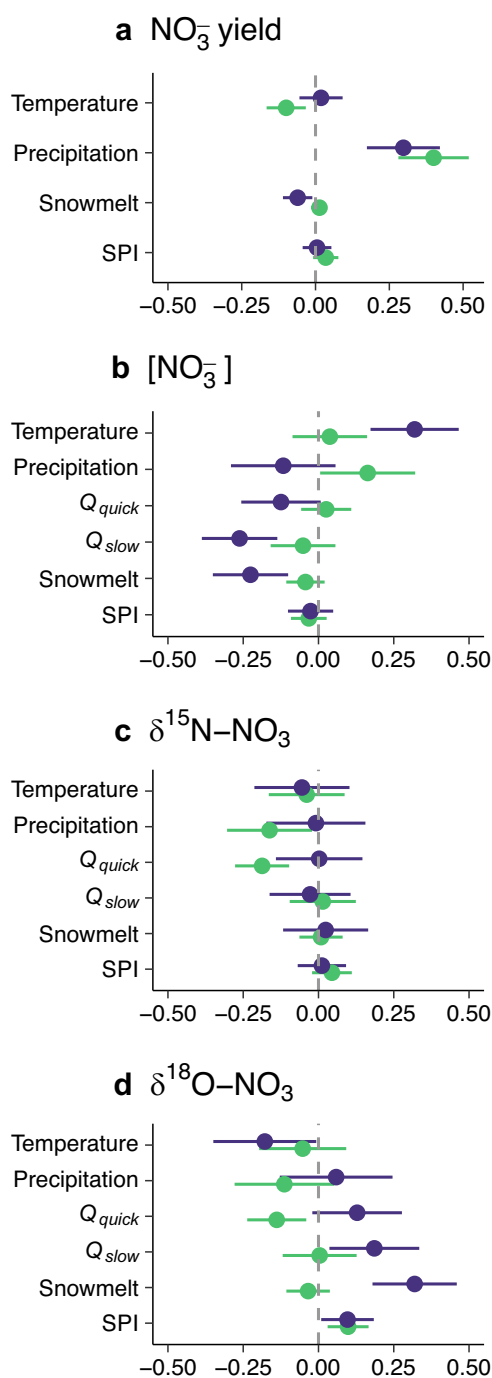 a NO₃⁻ yield
Temperature
Precipitation
Snowmelt
SPI
−0.50 −0.25 0.00 0.25 0.50
b [NO₃⁻]
Temperature
Precipitation
Qquick
Qslow
Snowmelt
SPI
−0.50 −0.25 0.00 0.25 0.50
c δ¹⁵N−NO₃
Temperature
Precipitation
Qquick
Qslow
Snowmelt
SPI
−0.50 −0.25 0.00 0.25 0.50
d δ¹⁸O−NO₃
Temperature
Precipitation
Qquick
Qslow
Snowmelt
SPI
−0.50 −0.25 0.00 0.25 0.50